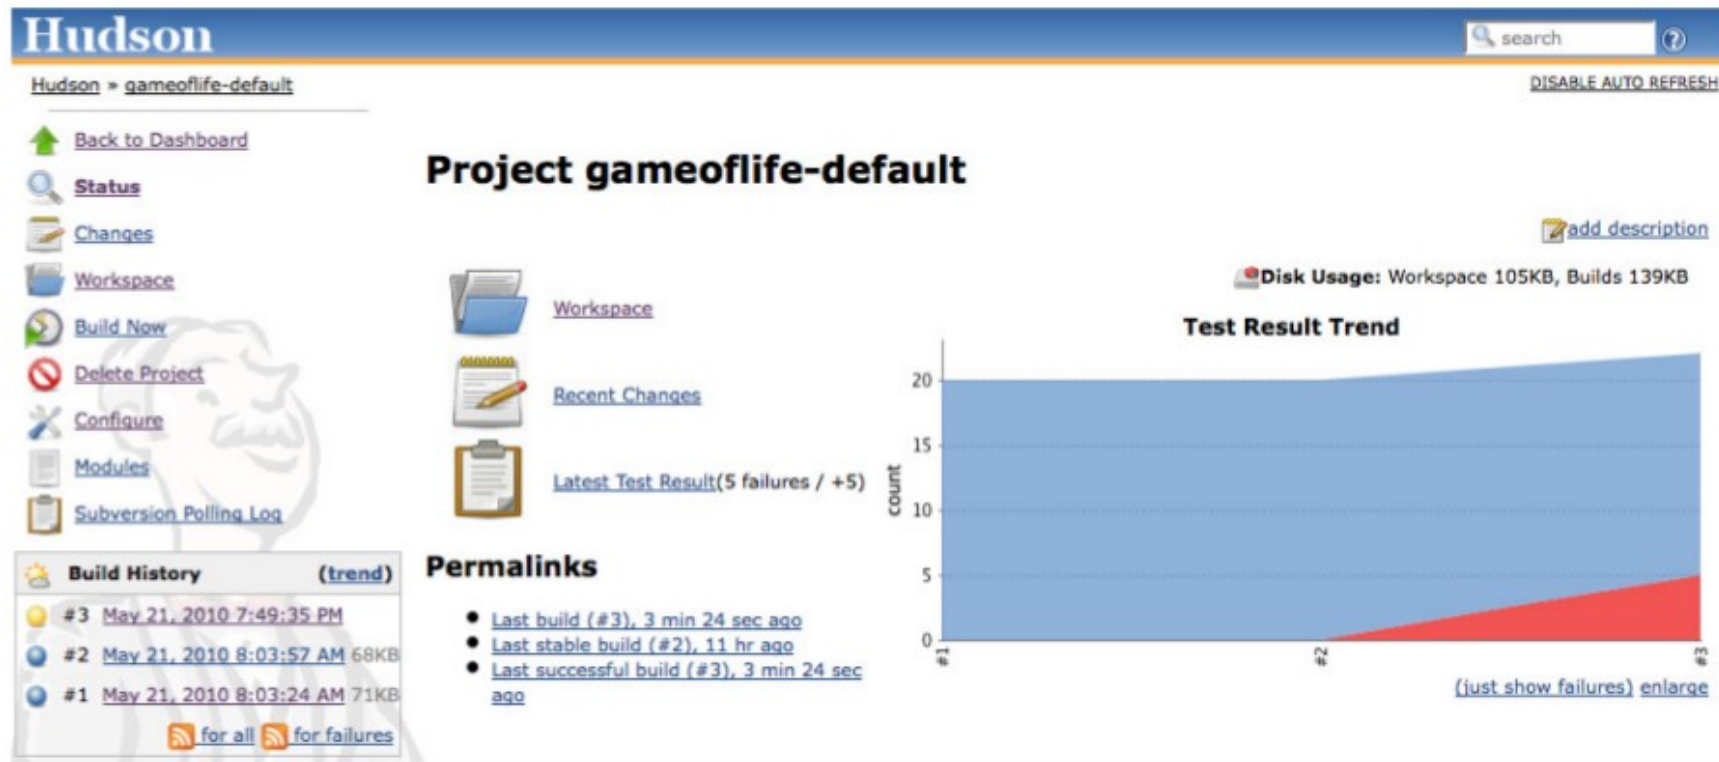 Hudson
search
Hudson » gameoflife-default
DISABLE AUTO REFRESH
Back to Dashboard
Status
Changes
Workspace
Build Now
Delete Project
Configure
Modules
Subversion Polling Log
Build History (trend)
#3 May 21, 2010 7:49:35 PM
#2 May 21, 2010 8:03:57 AM 68KB
#1 May 21, 2010 8:03:24 AM 71KB
for all for failures
Project gameoflife-default
add description
Disk Usage: Workspace 105KB, Builds 139KB
Workspace
Recent Changes
Latest Test Result(5 failures / +5)
Permalinks
Last build (#3), 3 min 24 sec ago
Last stable build (#2), 11 hr ago
Last successful build (#3), 3 min 24 sec
ago
Test Result Trend
count
20
15
10
5
0
#1
#2
#3
(just show failures) enlarge